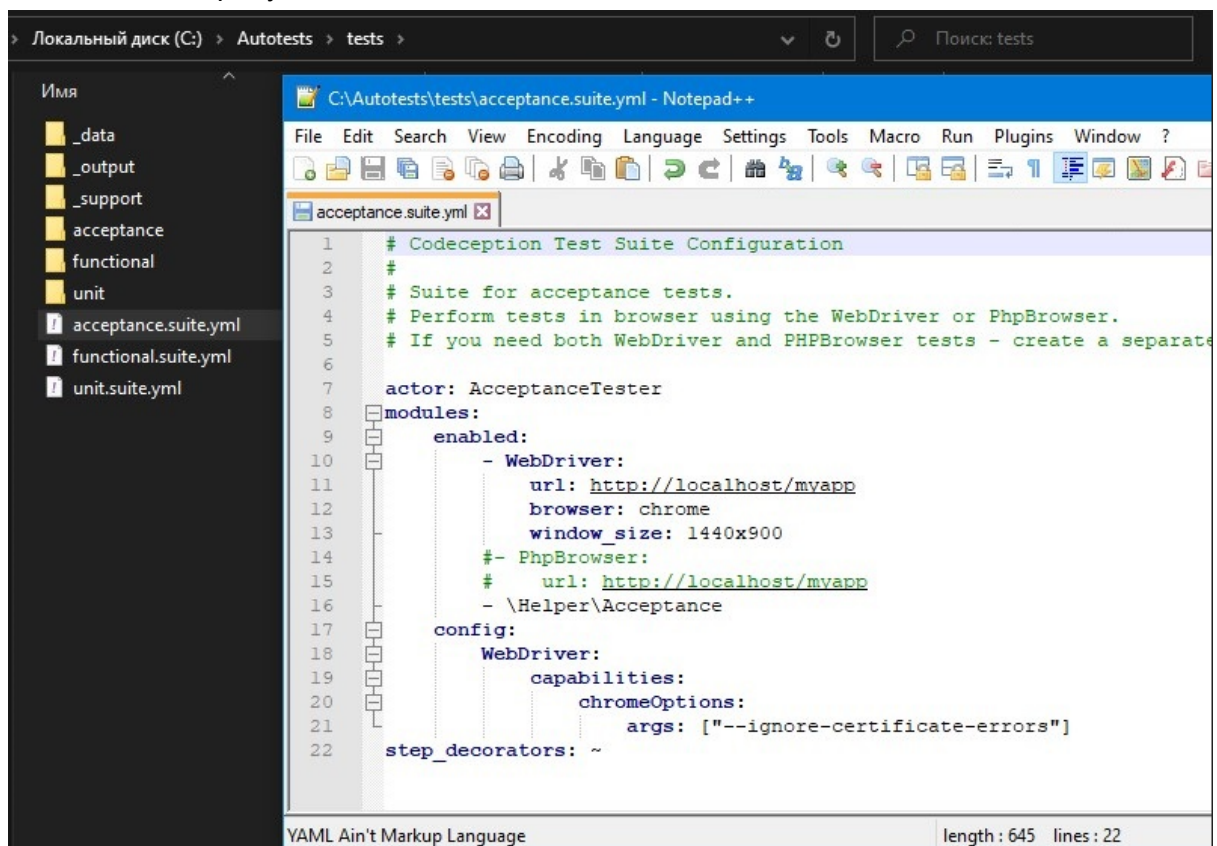 Локальный диск (C:) > Autotests > tests >
Поиск: tests
Имя
_data
_output
_support
acceptance
functional
unit
acceptance.suite.yml
functional.suite.yml
unit.suite.yml
C:\Autotests\tests\acceptance.suite.yml - Notepad++
File Edit Search View Encoding Language Settings Tools Macro Run Plugins Window ?
acceptance.suite.yml
1 # Codeception Test Suite Configuration
2 #
3 # Suite for acceptance tests.
4 # Perform tests in browser using the WebDriver or PhpBrowser.
5 # If you need both WebDriver and PHPBrowser tests - create a separate
6
7 actor: AcceptanceTester
8 modules:
9 enabled:
10 - WebDriver:
11 url: http://localhost/myapp
12 browser: chrome
13 window_size: 1440x900
14 #- PhpBrowser:
15 # url: http://localhost/myapp
16 - \Helper\Acceptance
17 config:
18 WebDriver:
19 capabilities:
20 chromeOptions:
21 args: ["--ignore-certificate-errors"]
22 step_decorators: ~
YAML Ain't Markup Language length : 645 lines : 22